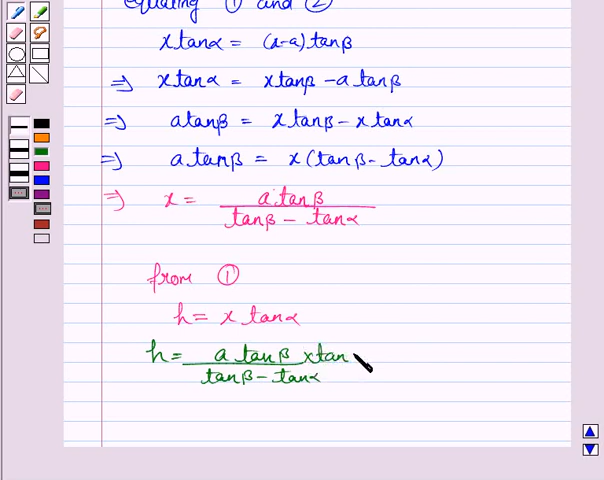 equating ① and ②
x tanα = (x-a) tanβ
⇒ x tanα = x tanβ - a tanβ
⇒ a tanβ = x tanβ - x tanα
⇒ a tanβ = x (tanβ - tanα)
⇒ x = a tanβ / tanβ - tanα
from ①
h = x tanα
h = a tanβ / tanβ - tanα × tan